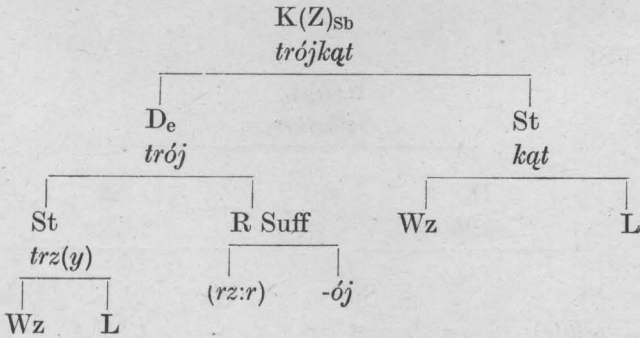 K(Z)Sb
trójkąt
De St
trój kąt
St R Suff Wz L
trz(y)
(rz:r) -ój
Wz L